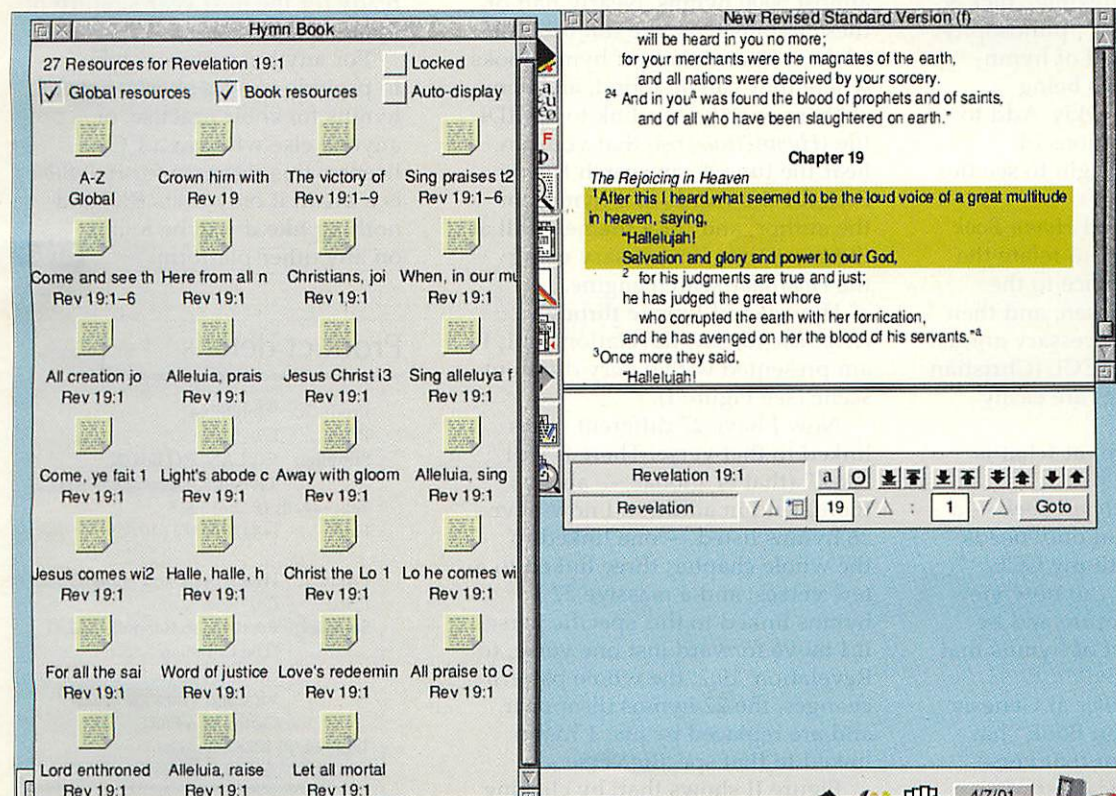 Hymn Book
27 Resources for Revelation 19:1
Locked
Global resources
Book resources
Auto-display
A-Z
Global
Crown him with
Rev 19
The victory of
Rev 19:1-9
Sing praises t2
Rev 19:1-6
Come and see th
Rev 19:1-6
Here from all n
Rev 19:1
Christians, joi
Rev 19:1
When, in our mu
Rev 19:1
All creation jo
Rev 19:1
Alleluia, prais
Rev 19:1
Jesus Christ i3
Rev 19:1
Sing alleluya f
Rev 19:1
Come, ye fait 1
Rev 19:1
Light's abode c
Rev 19:1
Away with gloom
Rev 19:1
Alleluia, sing
Rev 19:1
Jesus comes wi2
Rev 19:1
Halle, halle, h
Rev 19:1
Christ the Lo 1
Rev 19:1
Lo he comes wi
Rev 19:1
For all the sai
Rev 19:1
Word of justice
Rev 19:1
Love's redeemin
Rev 19:1
All praise to C
Rev 19:1
Lord enthroned
Rev 19:1
Alleluia, raise
Rev 19:1
Let all mortal
Rev 19:1
New Revised Standard Version (f)
will be heard in you no more;
for your merchants were the magnates of the earth,
and all nations were deceived by your sorcery.
24 And in you a was found the blood of prophets and of saints,
and of all who have been slaughtered on earth."
Chapter 19
The Rejoicing in Heaven
1 After this I heard what seemed to be the loud voice of a great multitude
in heaven, saying,
"Hallelujah!
Salvation and glory and power to our God,
2 for his judgments are true and just;
he has judged the great whore
who corrupted the earth with her fornication,
and he has avenged on her the blood of his servants." a
3 Once more they said,
"Hallelujah!
Revelation 19:1
a O
Revelation 19 : 1 Goto
4/7/01